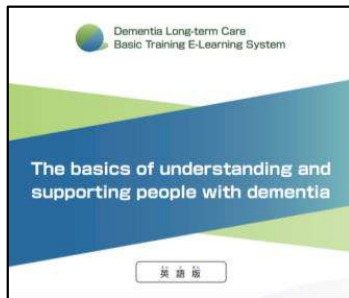 Dementia Long-term Care
Basic Training E-Learning System
The basics of understanding and
supporting people with dementia
英語版